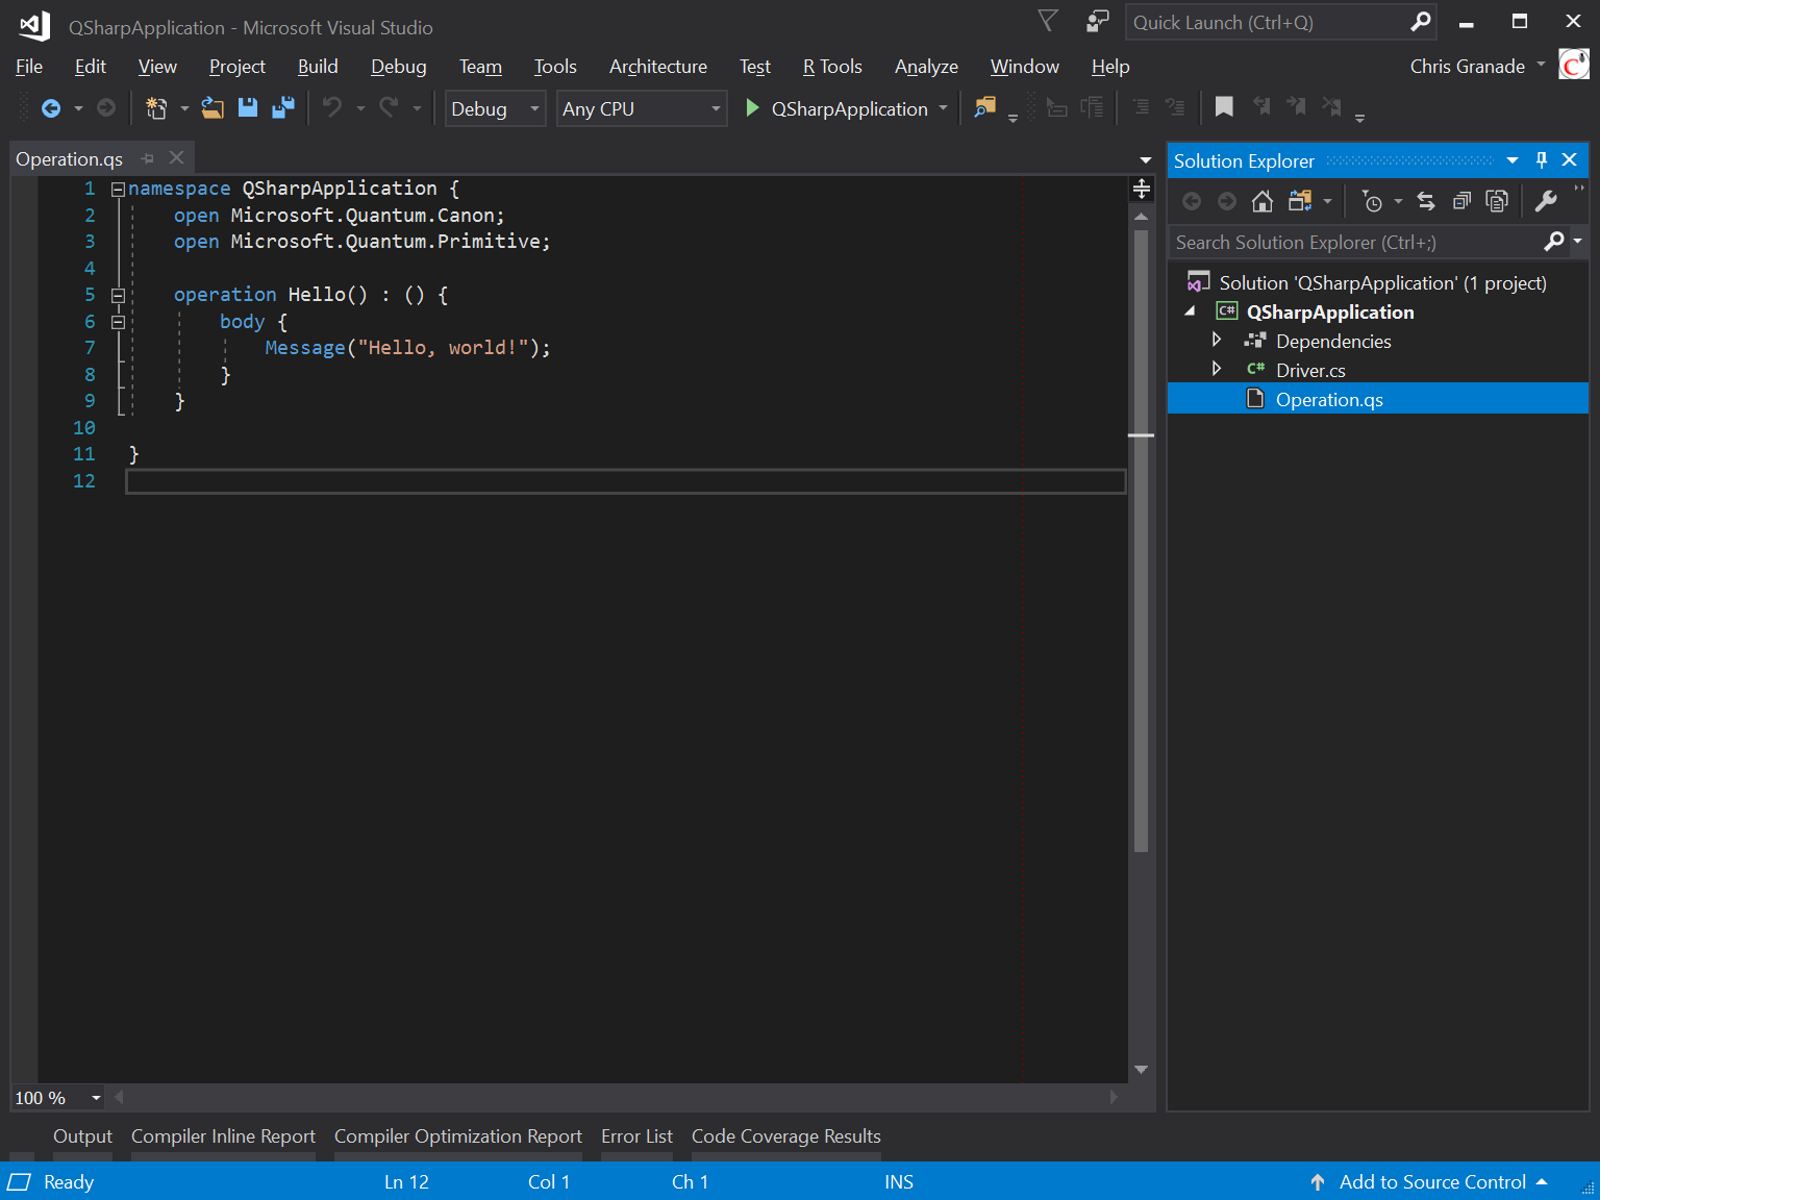 QSharpApplication - Microsoft Visual Studio
Quick Launch (Ctrl+Q)
File Edit View Project Build Debug Team Tools Architecture Test R Tools Analyze Window Help
Chris Granade
Debug Any CPU QSharpApplication
Operation.qs
1 namespace QSharpApplication {
2 open Microsoft.Quantum.Canon;
3 open Microsoft.Quantum.Primitive;
4
5 operation Hello() : () {
6 body {
7 Message("Hello, world!");
8 }
9 }
10
11 }
12
100 %
Solution Explorer
Search Solution Explorer (Ctrl+;)
Solution 'QSharpApplication' (1 project)
C# QSharpApplication
Dependencies
C# Driver.cs
Operation.qs
Output Compiler Inline Report Compiler Optimization Report Error List Code Coverage Results
Ready Ln 12 Col 1 Ch 1 INS Add to Source Control